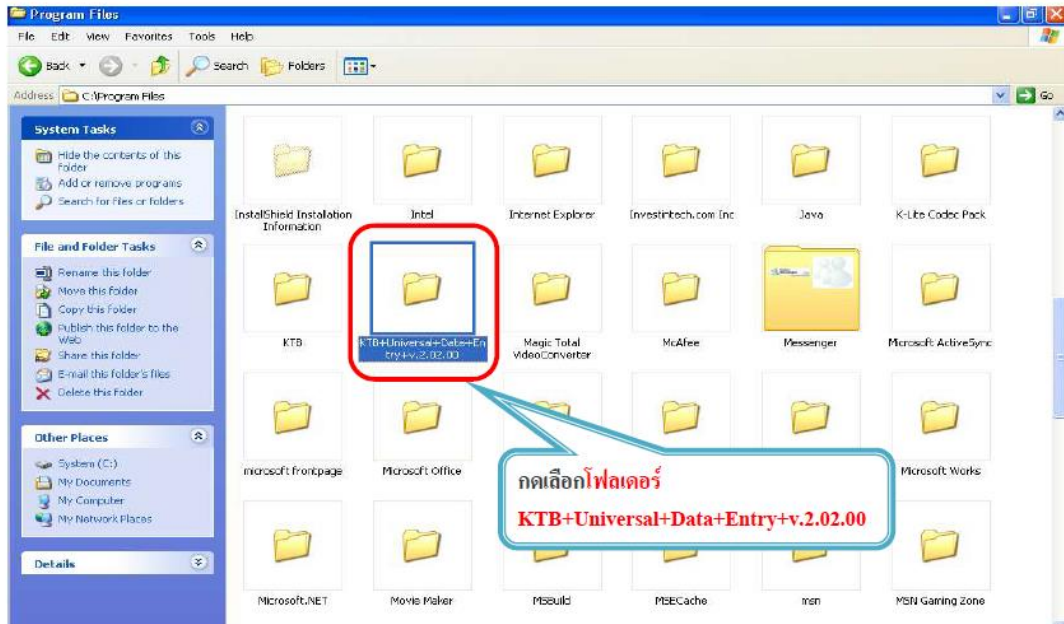 Program Files
File Edit View Favorites Tools Help
Back Search Folders
Address C:\Program Files Go
System Tasks
Hide the contents of this
folder
Add or remove programs
Search for files or folders
File and Folder Tasks
Rename this folder
Move this folder
Copy this folder
Publish this folder to the
Web
Share this folder
E-mail this folder's files
Delete this folder
Other Places
System (C:)
My Documents
My Computer
My Network Places
Details
InstallShield Installation
Information
Intel
Internet Explorer
Investintech.com Inc
Java
K-Lite Codec Pack
KTB
KTB+Universal+Data+En
try+v.2.02.00
Magic Total
VideoConverter
McAfee
Messenger
Microsoft ActiveSync
microsoft frontpage
Microsoft Office
Microsoft Works
กดเลือกโฟลเดอร์
KTB+Universal+Data+Entry+v.2.02.00
Microsoft.NET
Movie Maker
MSBuild
MSECache
msn
MSN Gaming Zone